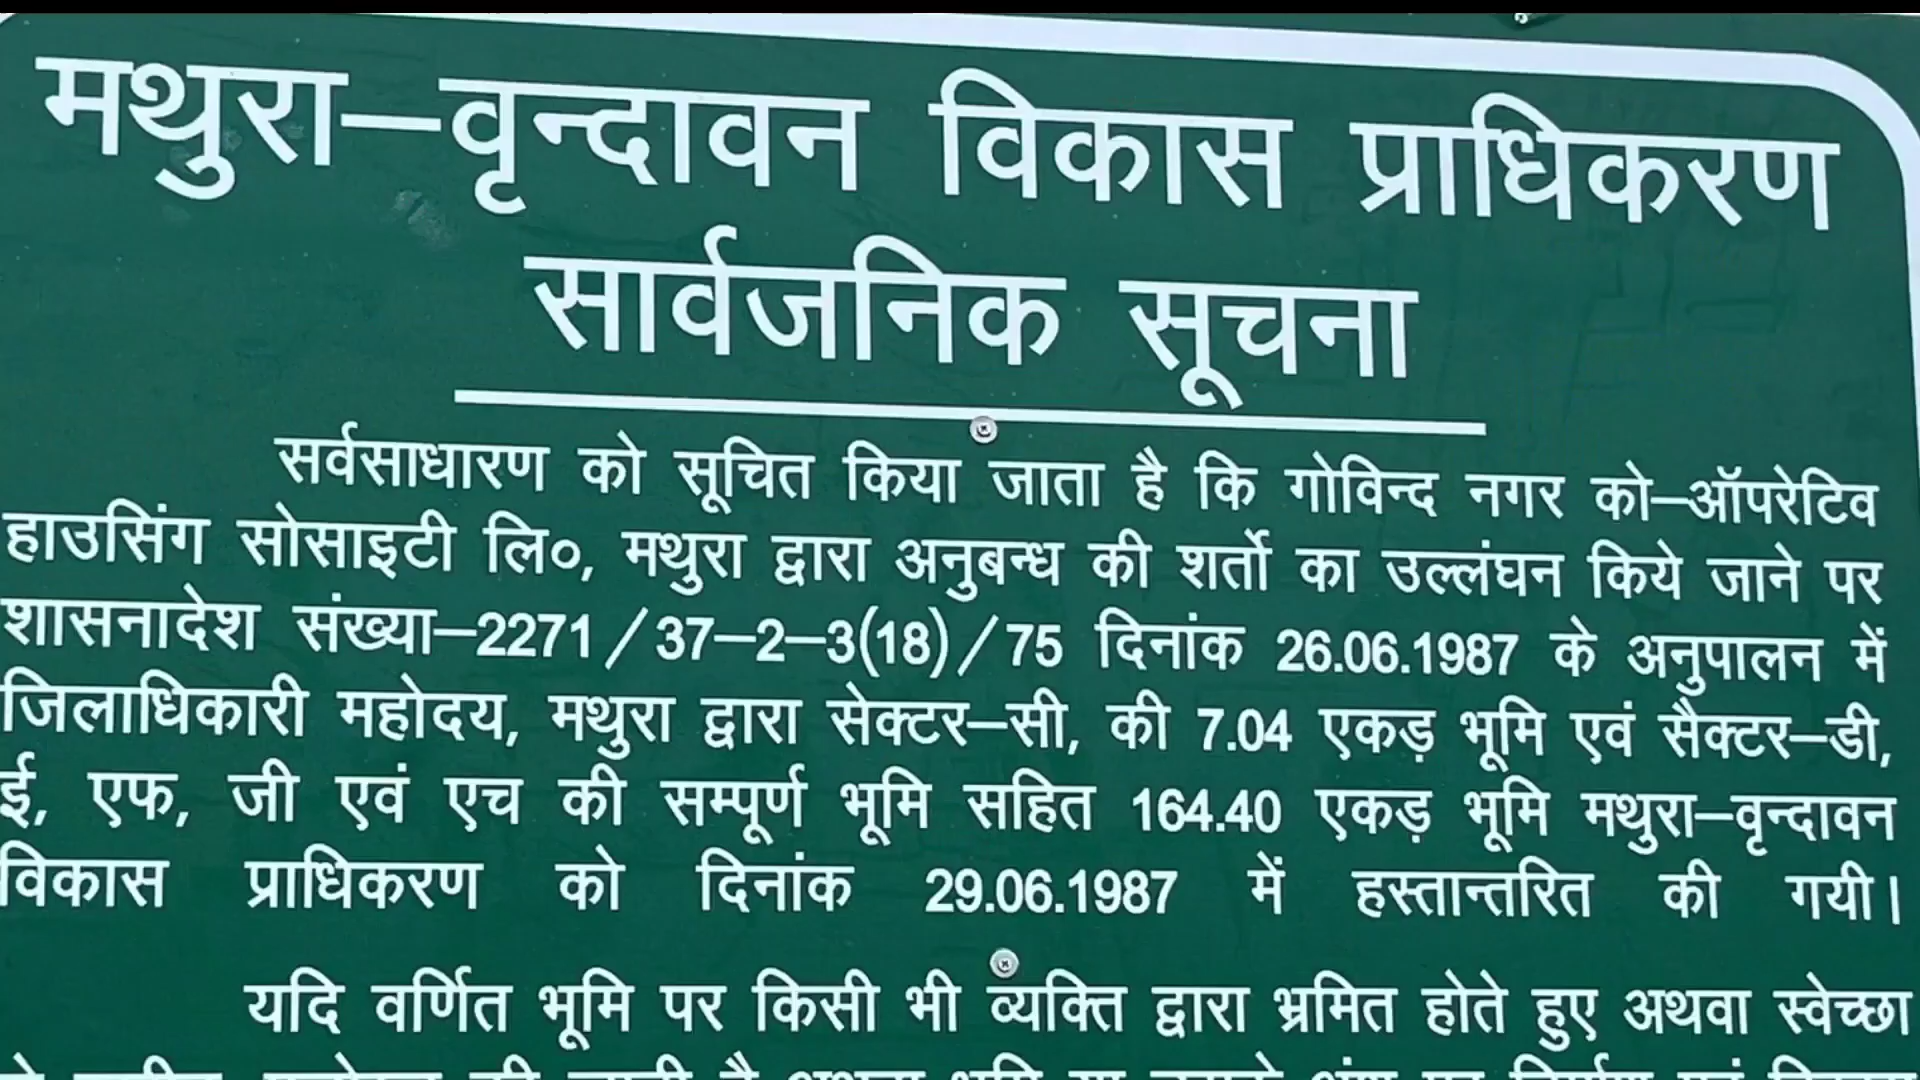 मथुरा–वृन्दावन विकास प्राधिकरण
सार्वजनिक सूचना
सर्वसाधारण को सूचित किया जाता है कि गोविन्द नगर को–ऑपरेटिव
हाउसिंग सोसाइटी लि०, मथुरा द्वारा अनुबन्ध की शर्तो का उल्लंघन किये जाने पर
शासनादेश संख्या–2271/37–2–3(18)/75 दिनांक 26.06.1987 के अनुपालन में
जिलाधिकारी महोदय, मथुरा द्वारा सेक्टर–सी, की 7.04 एकड़ भूमि एवं सैक्टर–डी,
ई, एफ, जी एवं एच की सम्पूर्ण भूमि सहित 164.40 एकड़ भूमि मथुरा–वृन्दावन
विकास प्राधिकरण को दिनांक 29.06.1987 में हस्तान्तरित की गयी।
यदि वर्णित भूमि पर किसी भी व्यक्ति द्वारा भ्रमित होते हुए अथवा स्वेच्छा